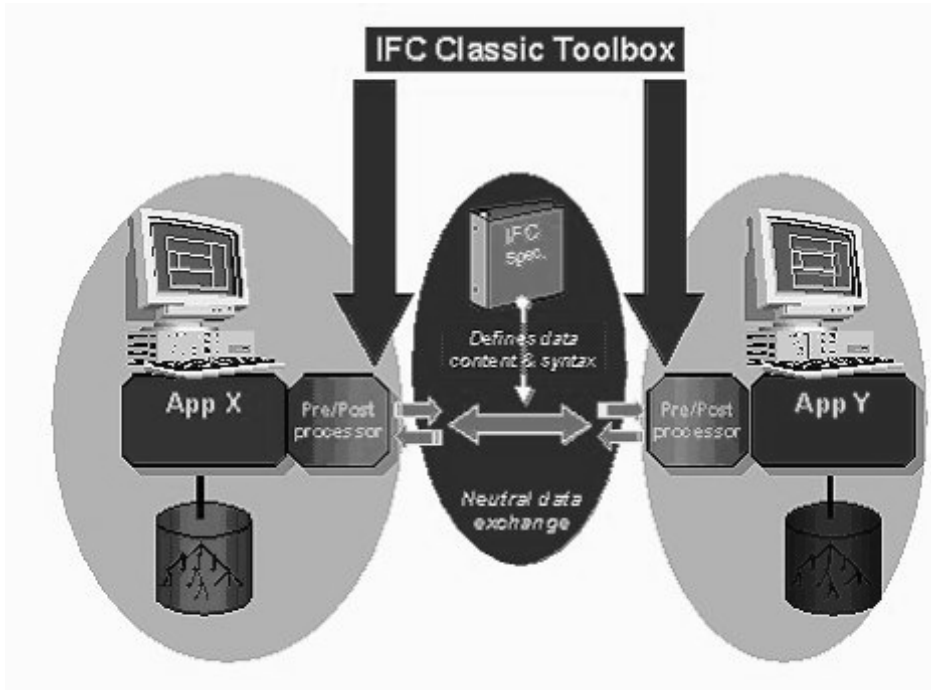 IFC Classic Toolbox
IFC
Spec.
Defines data
content & syntax
App X
Pre/Post
processor
Pre/Post
processor
App Y
Neutral data
exchange